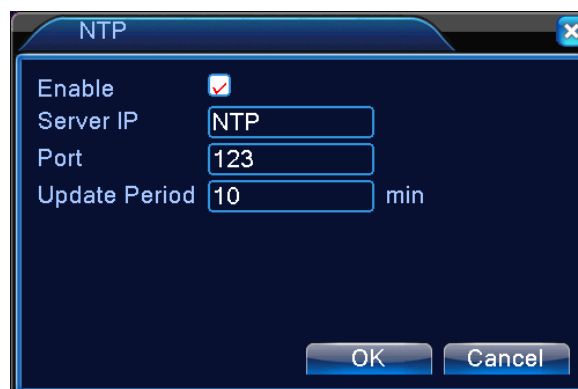 NTP
Enable
Server IP NTP
Port 123
Update Period 10 min
OK Cancel